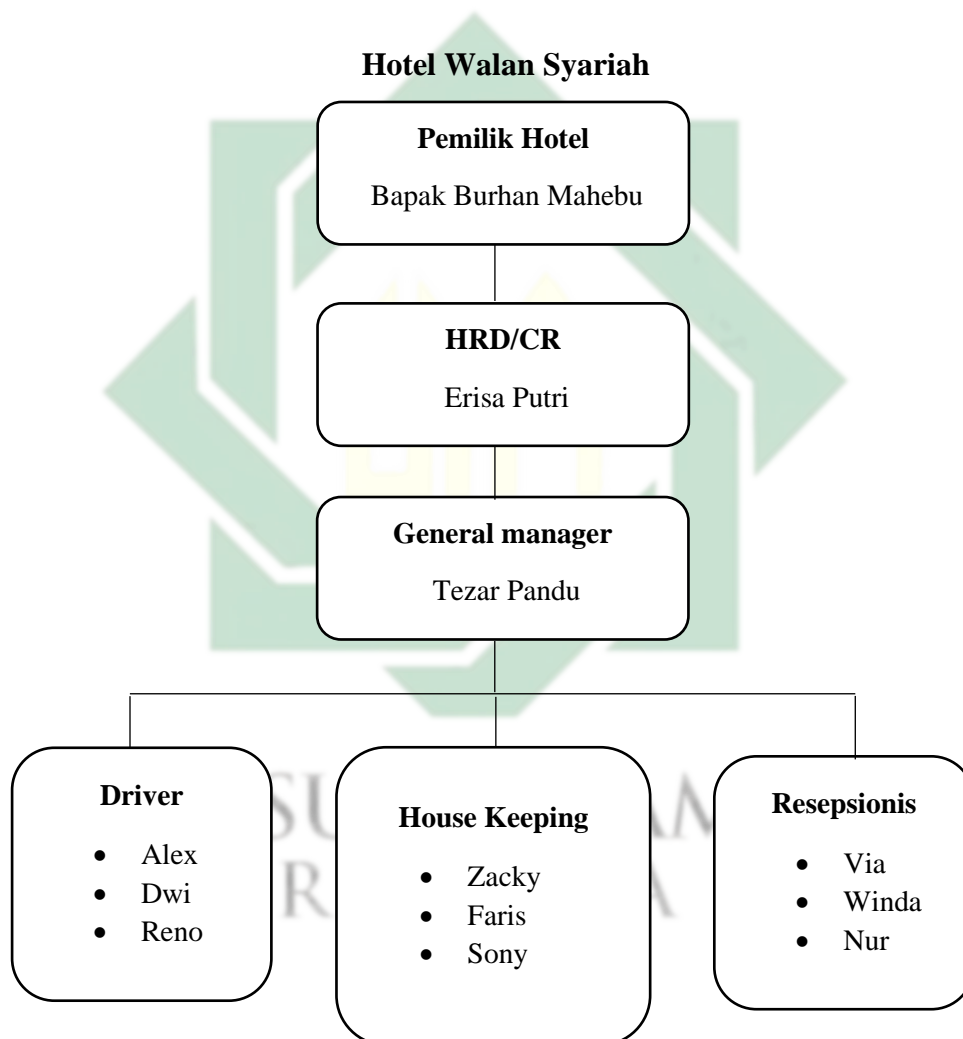 Hotel Walan Syariah
Pemilik Hotel
Bapak Burhan Mahebu
HRD/CR
Erisa Putri
General manager
Tezar Pandu
Driver
• Alex
• Dwi
• Reno
House Keeping
• Zacky
• Faris
• Sony
Resepsionis
• Via
• Winda
• Nur